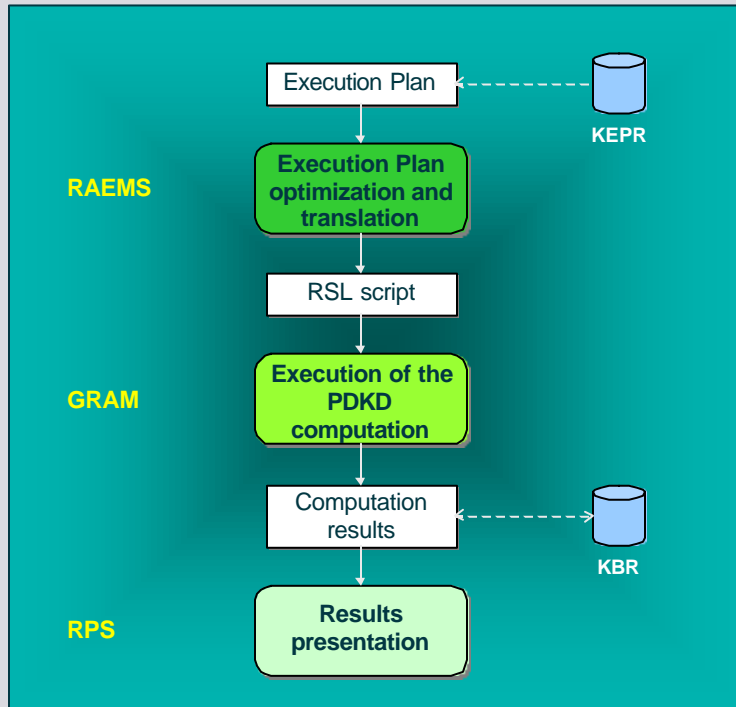 Execution Plan
KEPR
RAEMS
Execution Plan
optimization and
translation
RSL script
GRAM
Execution of the
PDKD
computation
Computation
results
KBR
RPS
Results
presentation